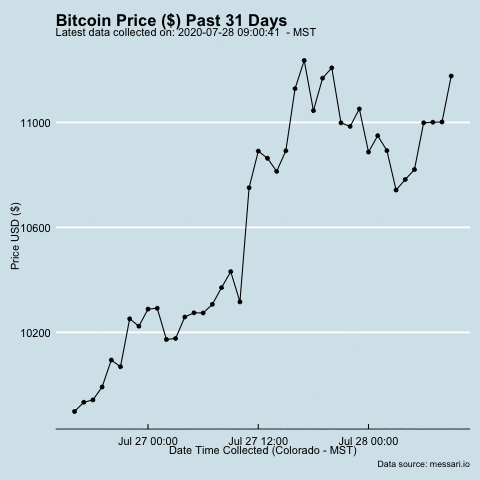 Bitcoin Price ($) Past 31 Days
Latest data collected on: 2020-07-28 09:00:41  - MST
11000
10600
10200
Price USD ($)
Jul 27 00:00
Jul 27 12:00
Jul 28 00:00
Date Time Collected (Colorado - MST)
Data source: messari.io